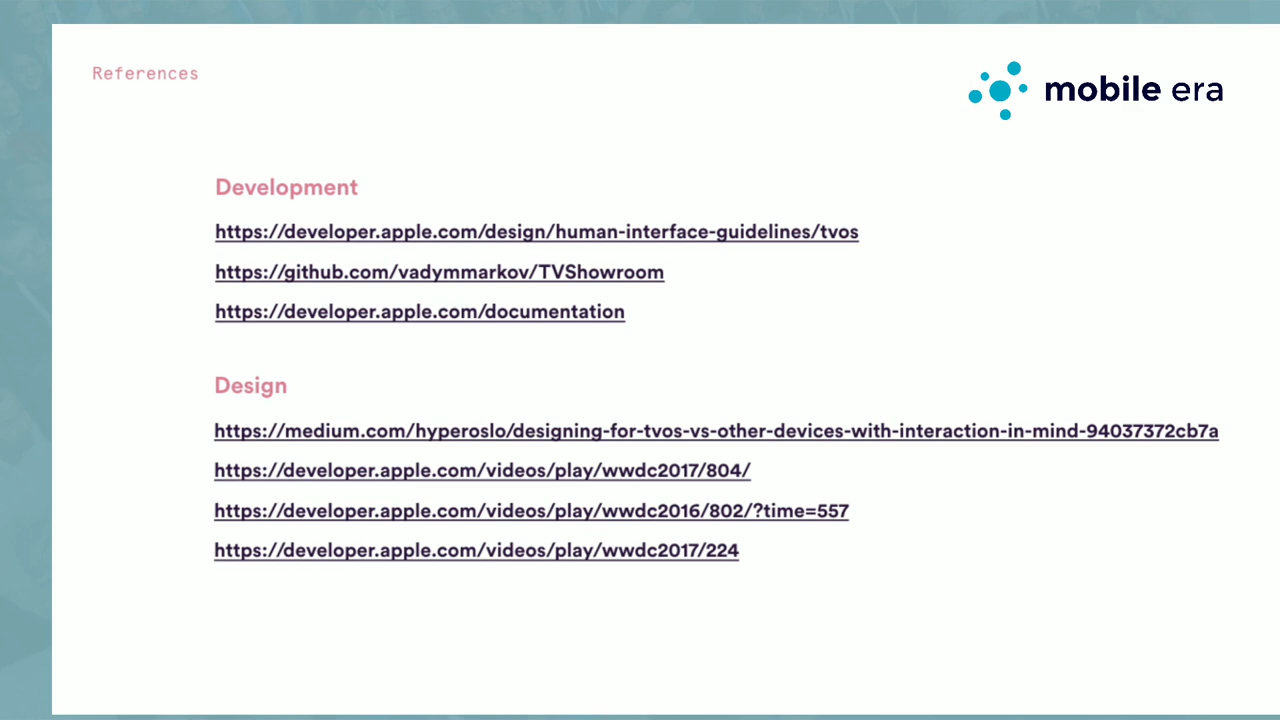 References
mobile era
Development
https://developer.apple.com/design/human-interface-guidelines/tvos
https://github.com/vadymmarkov/TVShowroom
https://developer.apple.com/documentation
Design
https://medium.com/hyperoslo/designing-for-tvos-vs-other-devices-with-interaction-in-mind-94037372cb7a
https://developer.apple.com/videos/play/wwdc2017/804/
https://developer.apple.com/videos/play/wwdc2016/802/?time=557
https://developer.apple.com/videos/play/wwdc2017/224